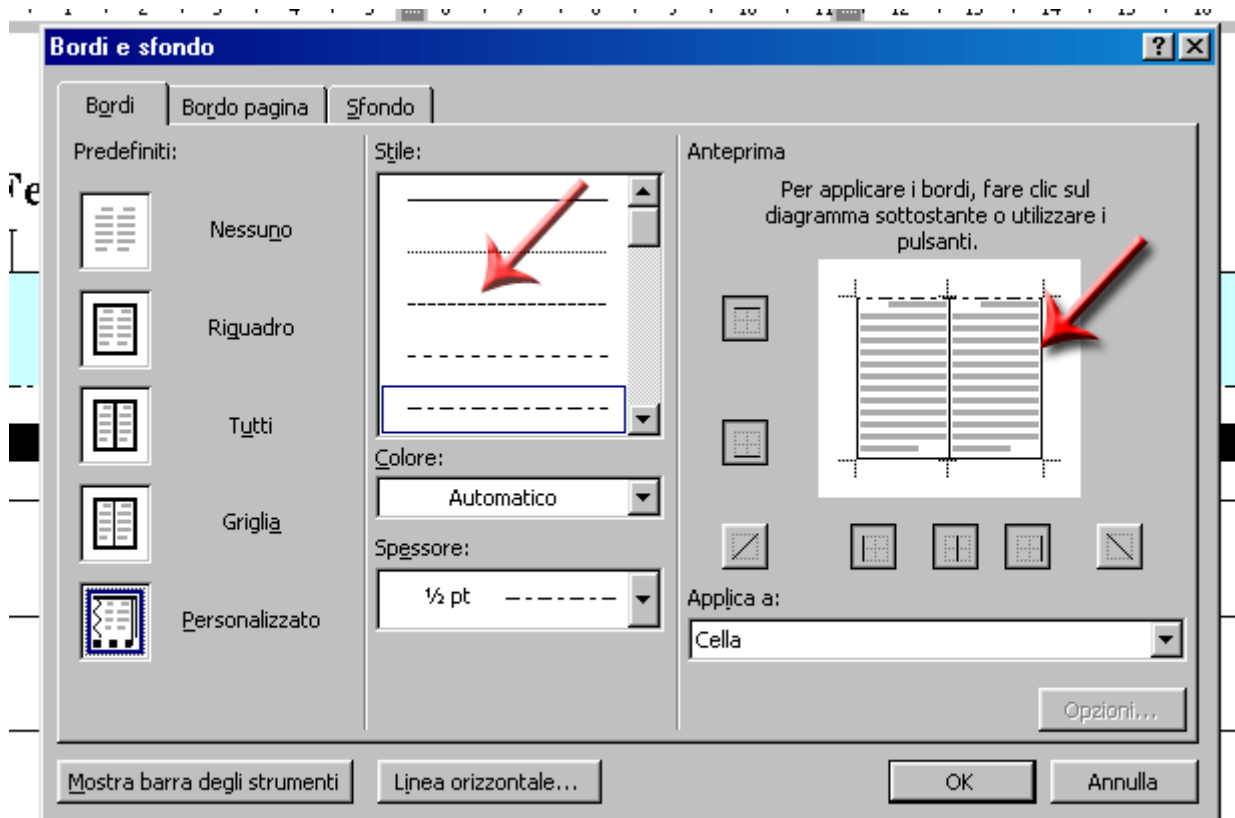 Bordi e sfondo
Bordi
Bordo pagina
Sfondo
Predefiniti:
Nessuno
Riquadro
Tutti
Griglia
Personalizzato
Stile:
Colore:
Automatico
Spessore:
½ pt
Anteprima
Per applicare i bordi, fare clic sul
diagramma sottostante o utilizzare i
pulsanti.
Applica a:
Cella
Opzioni...
Mostra barra degli strumenti
Linea orizzontale...
OK
Annulla